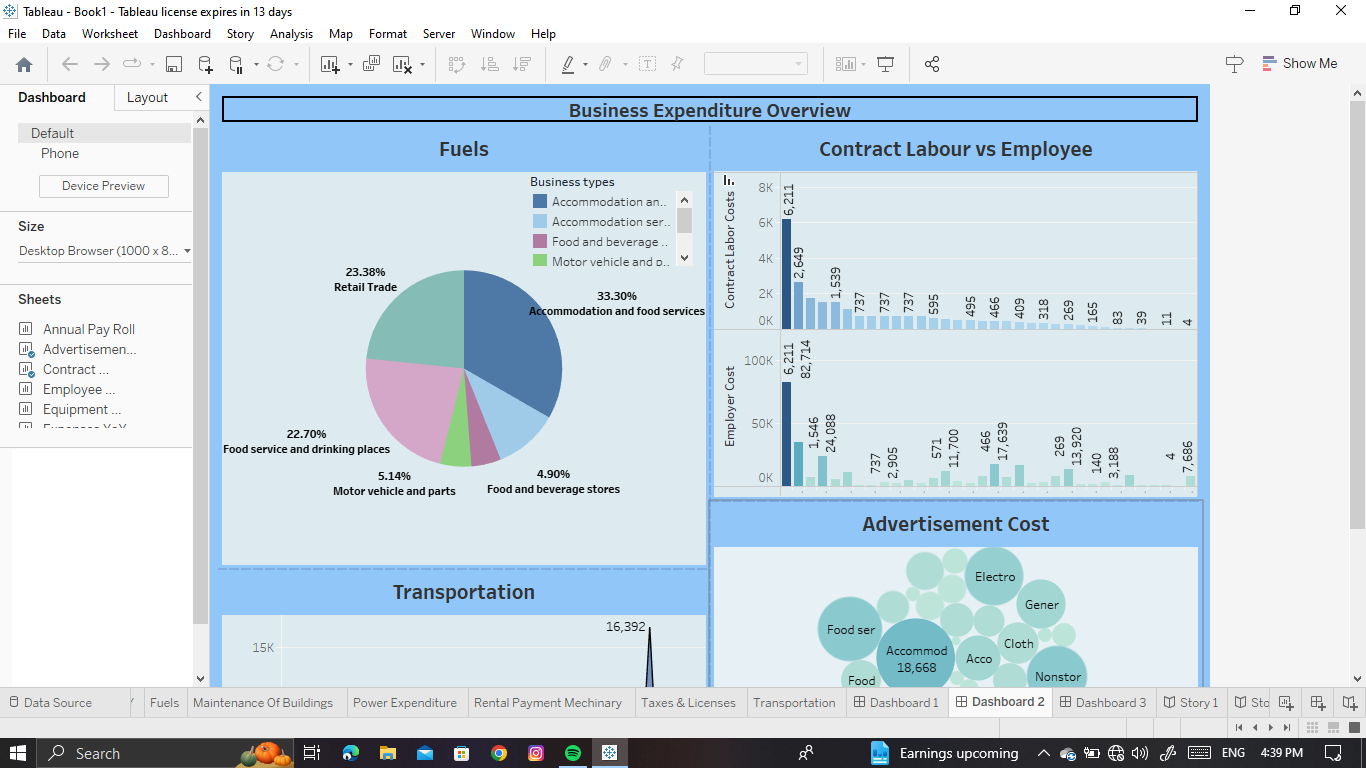 Tableau - Book1 - Tableau license expires in 13 days
File Data Worksheet Dashboard Story Analysis Map Format Server Window Help
Show Me
Dashboard Layout
Default
Phone
Device Preview
Size
Desktop Browser (1000 x 8...
Sheets
Annual Pay Roll
Advertisemen...
Contract ...
Employee ...
Equipment ...
Business Expenditure Overview
Fuels
Business types
Accommodation an..
Accommodation ser..
Food and beverage ..
Motor vehicle and p..
23.38%
Retail Trade
33.30%
Accommodation and food services
22.70%
Food service and drinking places
5.14%
Motor vehicle and parts
4.90%
Food and beverage stores
Contract Labour vs Employee
Contract Labor Costs
8K
6K
4K
2K
0K
6,211
2,649
1,539
737
737
737
595
495
466
409
318
269
165
83
39
11
4
Employer Cost
100K
50K
0K
6,211
82,714
1,546
24,088
737
2,905
571
11,700
466
17,639
269
13,920
140
3,188
4
7,686
Transportation
15K
16,392
Advertisement Cost
Electro
Gener
Food ser
Cloth
Accommod
18,668
Acco
Food
Nonstor
Data Source Fuels Maintenance Of Buildings Power Expenditure Rental Payment Mechinary Taxes & Licenses Transportation Dashboard 1 Dashboard 2 Dashboard 3 Story 1 Sto
Search
Earnings upcoming
ENG
4:39 PM